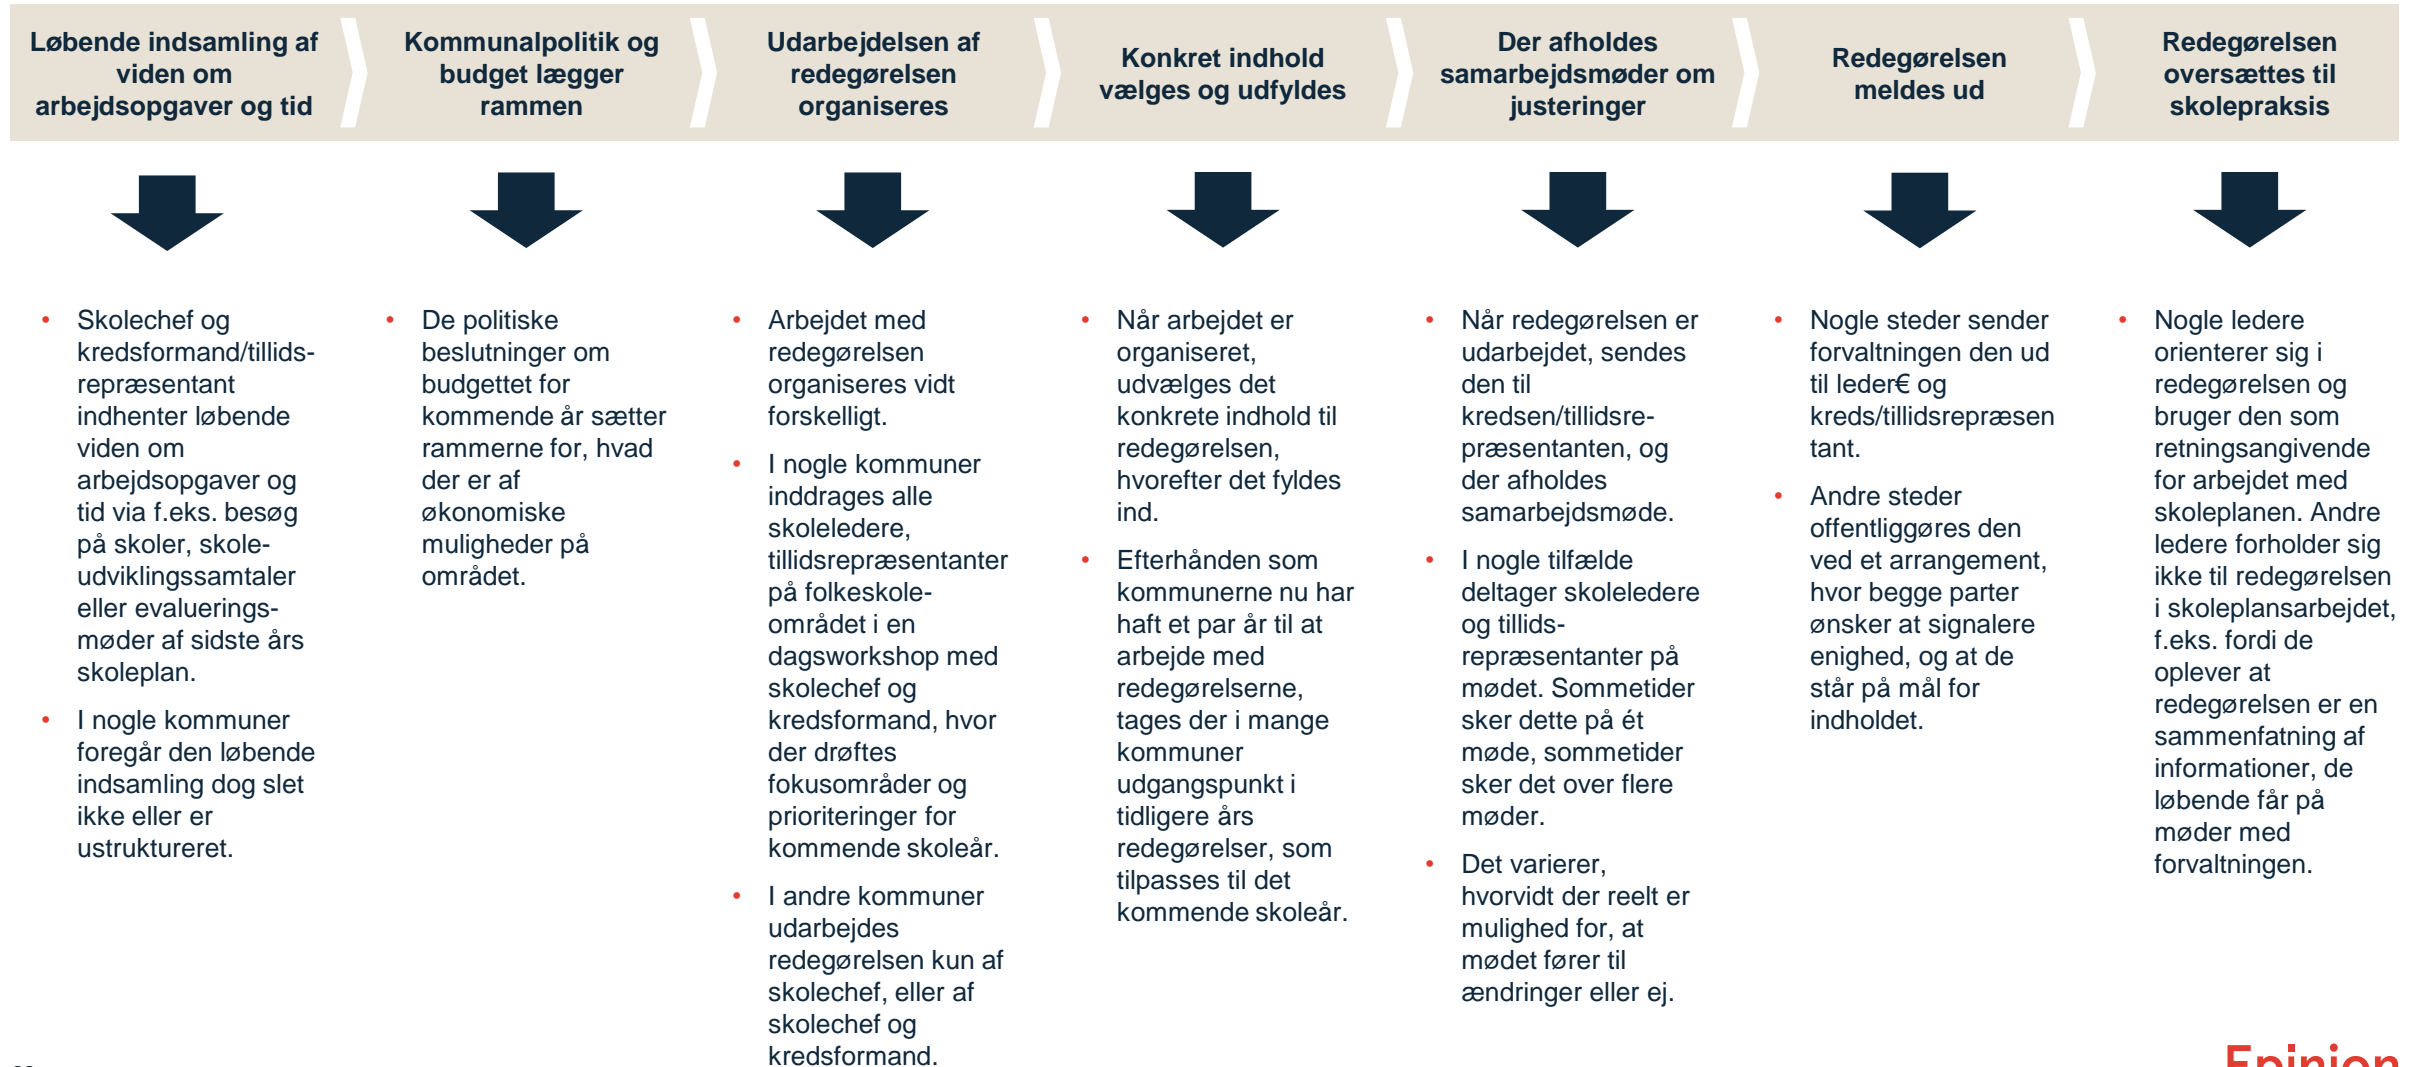 Løbende indsamling af
viden om
arbejdsopgaver og tid
Kommunalpolitik og
budget lægger
rammen
Udarbejdelsen af
redegørelsen
organiseres
Konkret indhold
vælges og udfyldes
Der afholdes
samarbejdsmøder om
justeringer
Redegørelsen
meldes ud
Redegørelsen
oversættes til
skolepraksis
• Skolechef og
kredsformand/tillids-
repræsentant
indhenter løbende
viden om
arbejdsopgaver og
tid via f.eks. besøg
på skoler, skole-
udviklingssamtaler
eller evaluerings-
møder af sidste års
skoleplan.
• I nogle kommuner
foregår den løbende
indsamling dog slet
ikke eller er
ustruktureret.
• De politiske
beslutninger om
budgettet for
kommende år sætter
rammerne for, hvad
der er af
økonomiske
muligheder på
området.
• Arbejdet med
redegørelsen
organiseres vidt
forskelligt.
• I nogle kommuner
inddrages alle
skoleledere,
tillidsrepræsentanter
på folkeskole-
området i en
dagsworkshop med
skolechef og
kredsformand, hvor
der drøftes
fokusområder og
prioriteringer for
kommende skoleår.
• I andre kommuner
udarbejdes
redegørelsen kun af
skolechef, eller af
skolechef og
kredsformand.
• Når arbejdet er
organiseret,
udvælges det
konkrete indhold til
redegørelsen,
hvorefter det fyldes
ind.
• Efterhånden som
kommunerne nu har
haft et par år til at
arbejde med
redegørelserne,
tages der i mange
kommuner
udgangspunkt i
tidligere års
redegørelser, som
tilpasses til det
kommende skoleår.
• Når redegørelsen er
udarbejdet, sendes
den til
kredsen/tillidsre-
præsentanten, og
der afholdes
samarbejdsmøde.
• I nogle tilfælde
deltager skoleledere
og tillids-
repræsentanter på
mødet. Sommetider
sker dette på ét
møde, sommetider
sker det over flere
møder.
• Det varierer,
hvorvidt der reelt er
mulighed for, at
mødet fører til
ændringer eller ej.
• Nogle steder sender
forvaltningen den ud
til leder€ og
kreds/tillidsrepræsen
tant.
• Andre steder
offentliggøres den
ved et arrangement,
hvor begge parter
ønsker at signalere
enighed, og at de
står på mål for
indholdet.
• Nogle ledere
orienterer sig i
redegørelsen og
bruger den som
retningsangivende
for arbejdet med
skoleplanen. Andre
ledere forholder sig
ikke til redegørelsen
i skoleplansarbejdet,
f.eks. fordi de
oplever at
redegørelsen er en
sammenfatning af
informationer, de
løbende får på
møder med
forvaltningen.
Epinion